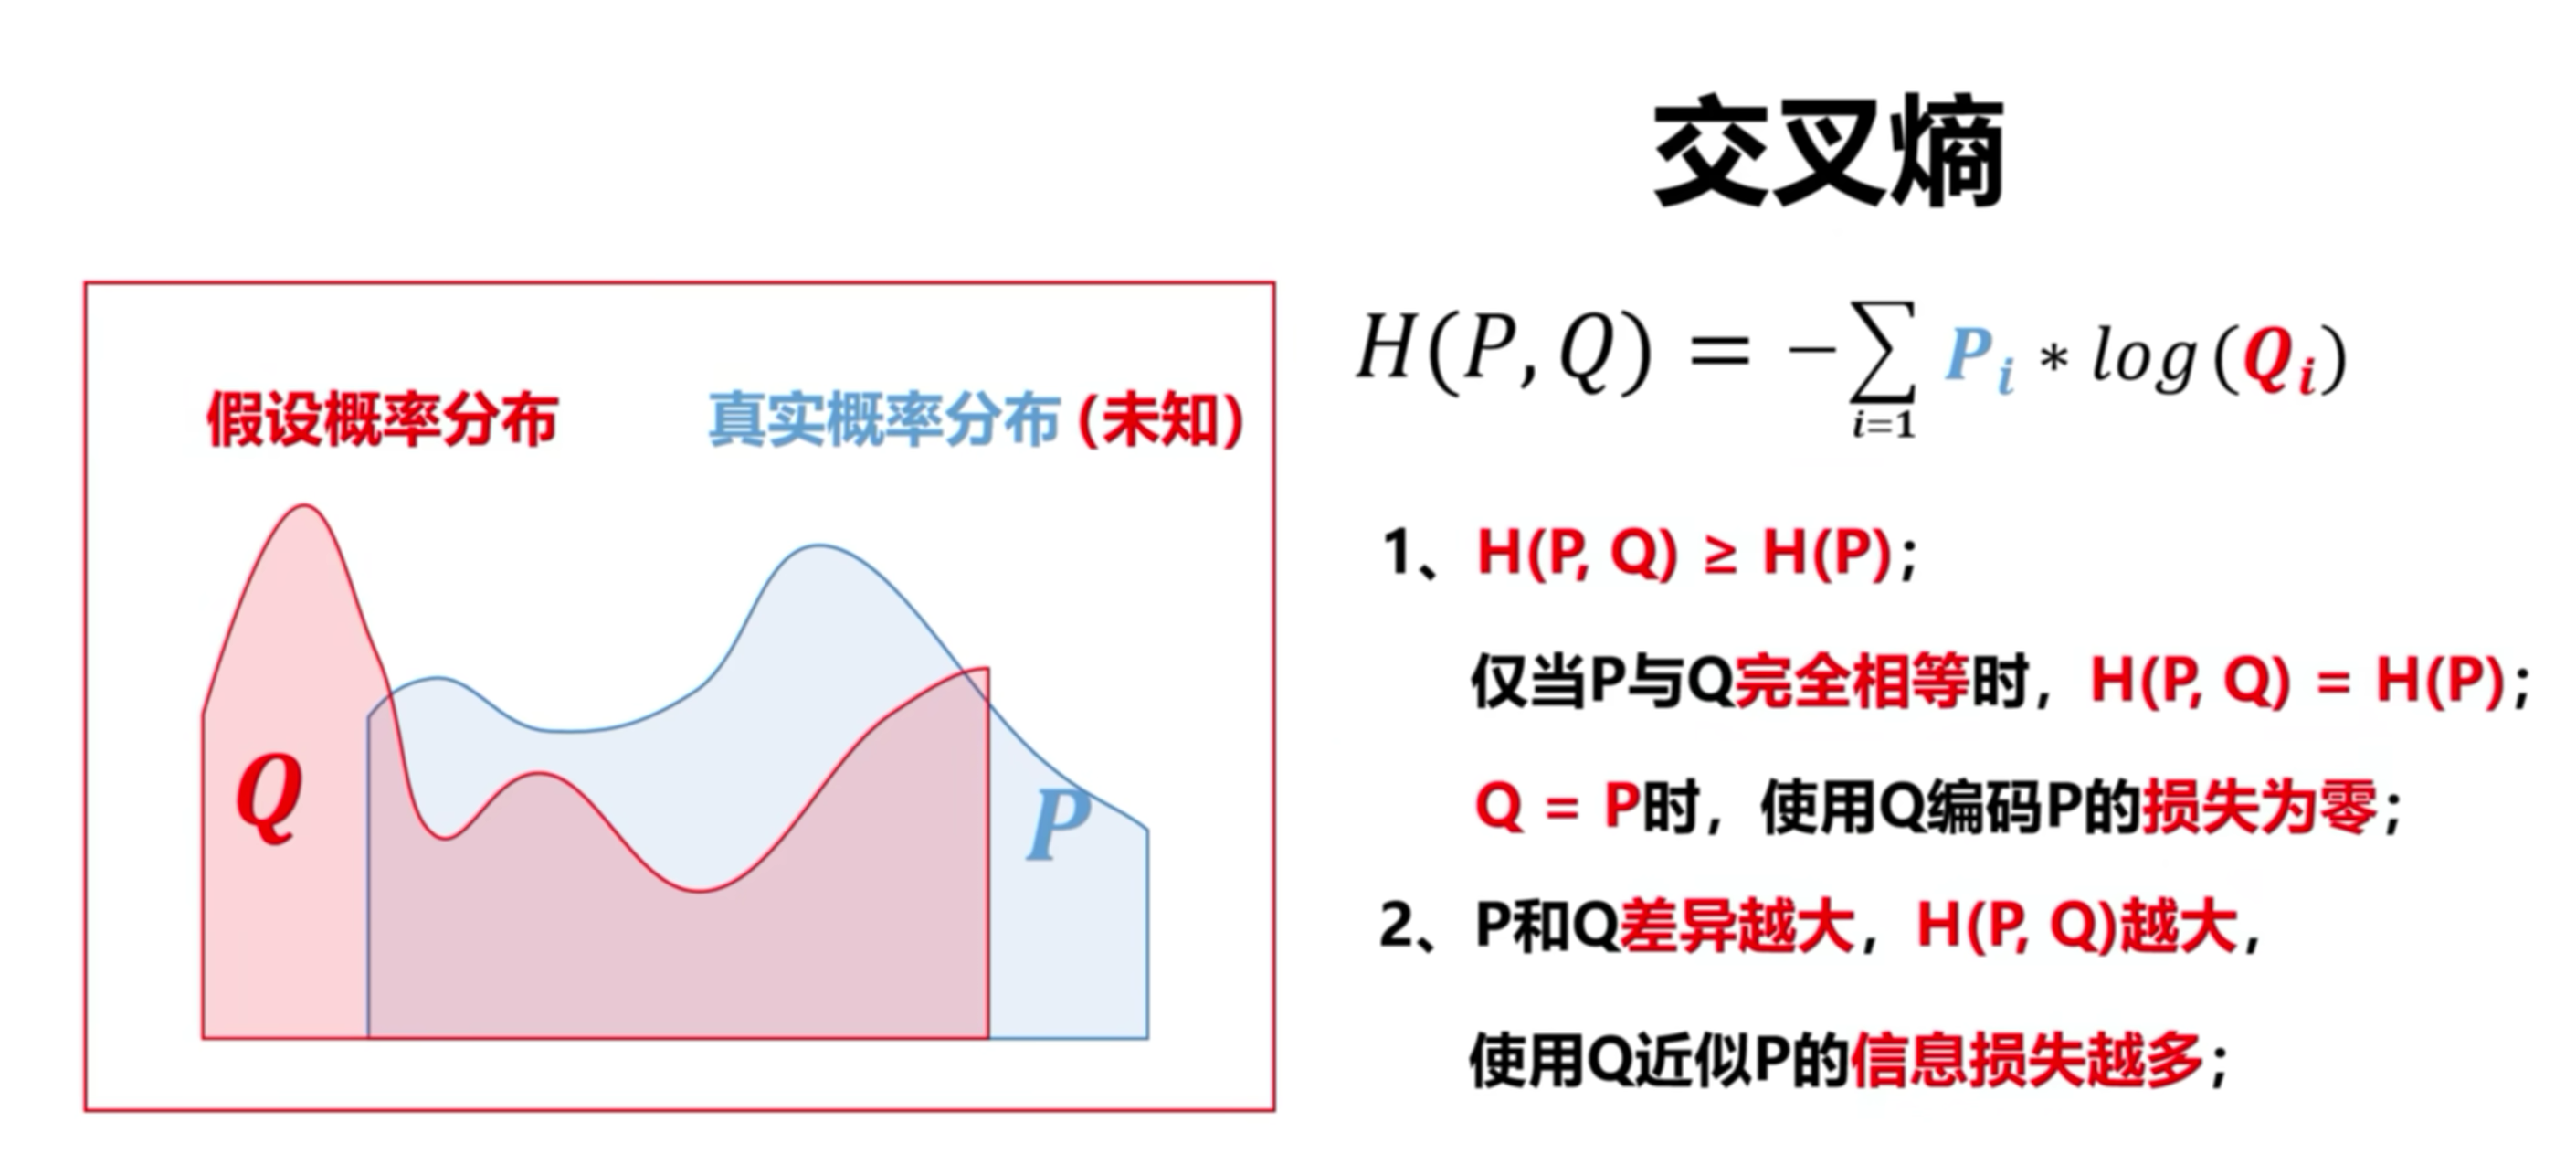 交叉熵
假设概率分布
真实概率分布(未知)
Q
P
H(P,Q) = -∑ Pᵢ * log(Qᵢ)
i=1
1、H(P, Q) ≥ H(P);
仅当P与Q完全相等时，H(P, Q) = H(P);
Q = P时，使用Q编码P的损失为零;
2、P和Q差异越大，H(P, Q)越大，
使用Q近似P的信息损失越多;